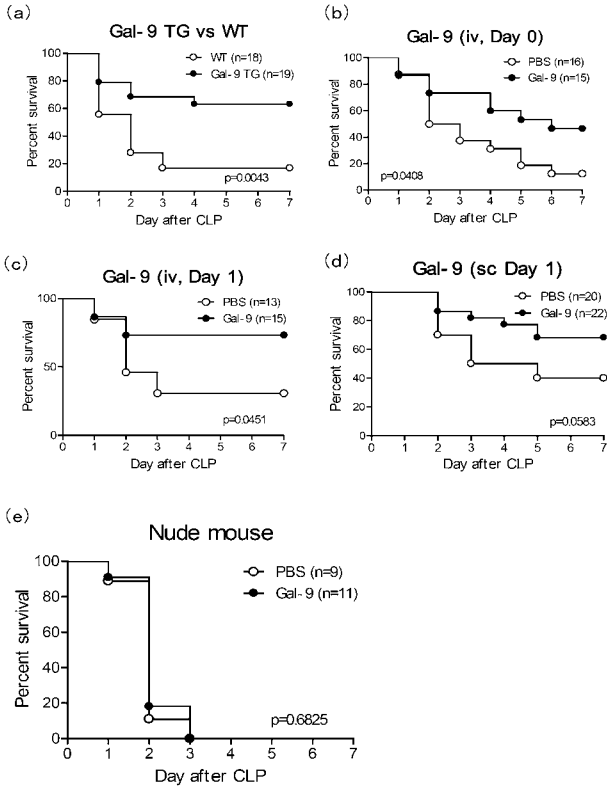 (a)
Gal-9 TG vs WT
WT (n=18)
Gal-9 TG (n=19)
Percent survival
100
80
60
40
20
0
p=0.0043
0 1 2 3 4 5 6 7
Day after CLP
(b)
Gal-9 (iv, Day 0)
PBS (n=16)
Gal-9 (n=15)
Percent survival
100
80
60
40
20
0
p=0.0408
0 1 2 3 4 5 6 7
Day after CLP
(c)
Gal-9 (iv, Day 1)
PBS (n=13)
Gal-9 (n=15)
Percent survival
100
50
0
p=0.0451
0 1 2 3 4 5 6 7
Day after CLP
(d)
Gal-9 (sc Day 1)
PBS (n=20)
Gal-9 (n=22)
Percent survival
100
80
60
40
20
0
p=0.0583
0 1 2 3 4 5 6 7
Day after CLP
(e)
Nude mouse
PBS (n=9)
Gal-9 (n=11)
Percent survival
100
80
60
40
20
0
p=0.6825
0 1 2 3 4 5 6 7
Day after CLP